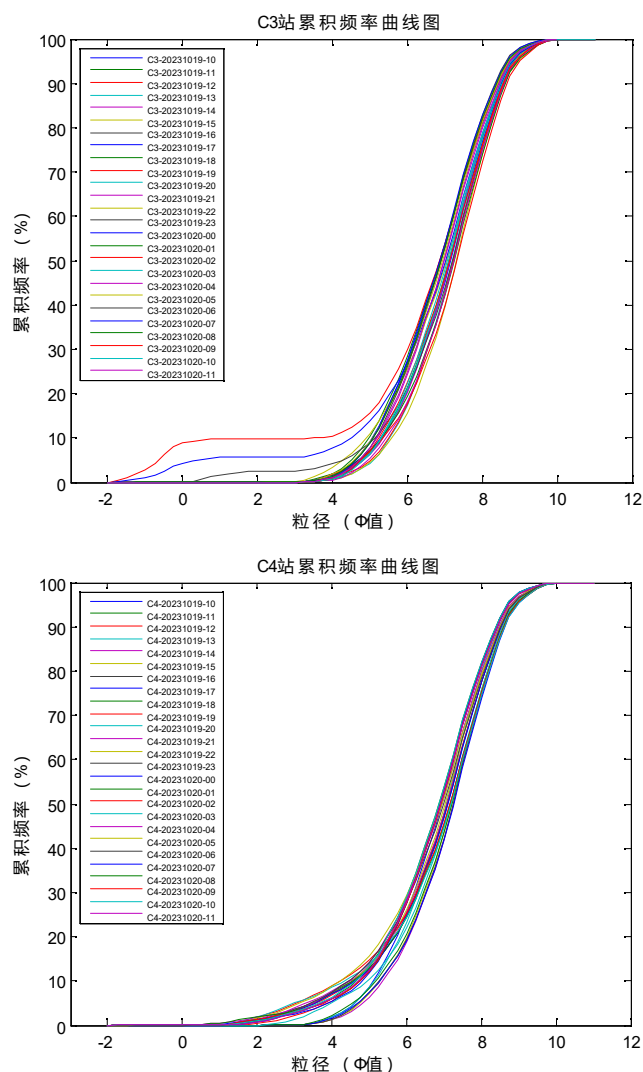 C3站累积频率曲线图
100
90
80
70
60
50
40
30
20
10
0
累积频率 (%)
C3-20231019-10
C3-20231019-11
C3-20231019-12
C3-20231019-13
C3-20231019-14
C3-20231019-15
C3-20231019-16
C3-20231019-17
C3-20231019-18
C3-20231019-19
C3-20231019-20
C3-20231019-21
C3-20231019-22
C3-20231019-23
C3-20231020-00
C3-20231020-01
C3-20231020-02
C3-20231020-03
C3-20231020-04
C3-20231020-05
C3-20231020-06
C3-20231020-07
C3-20231020-08
C3-20231020-09
C3-20231020-10
C3-20231020-11
-2 0 2 4 6 8 10 12
粒径 (Φ值)
C4站累积频率曲线图
100
90
80
70
60
50
40
30
20
10
0
累积频率 (%)
C4-20231019-10
C4-20231019-11
C4-20231019-12
C4-20231019-13
C4-20231019-14
C4-20231019-15
C4-20231019-16
C4-20231019-17
C4-20231019-18
C4-20231019-19
C4-20231019-20
C4-20231019-21
C4-20231019-22
C4-20231019-23
C4-20231020-00
C4-20231020-01
C4-20231020-02
C4-20231020-03
C4-20231020-04
C4-20231020-05
C4-20231020-06
C4-20231020-07
C4-20231020-08
C4-20231020-09
C4-20231020-10
C4-20231020-11
-2 0 2 4 6 8 10 12
粒径 (Φ值)